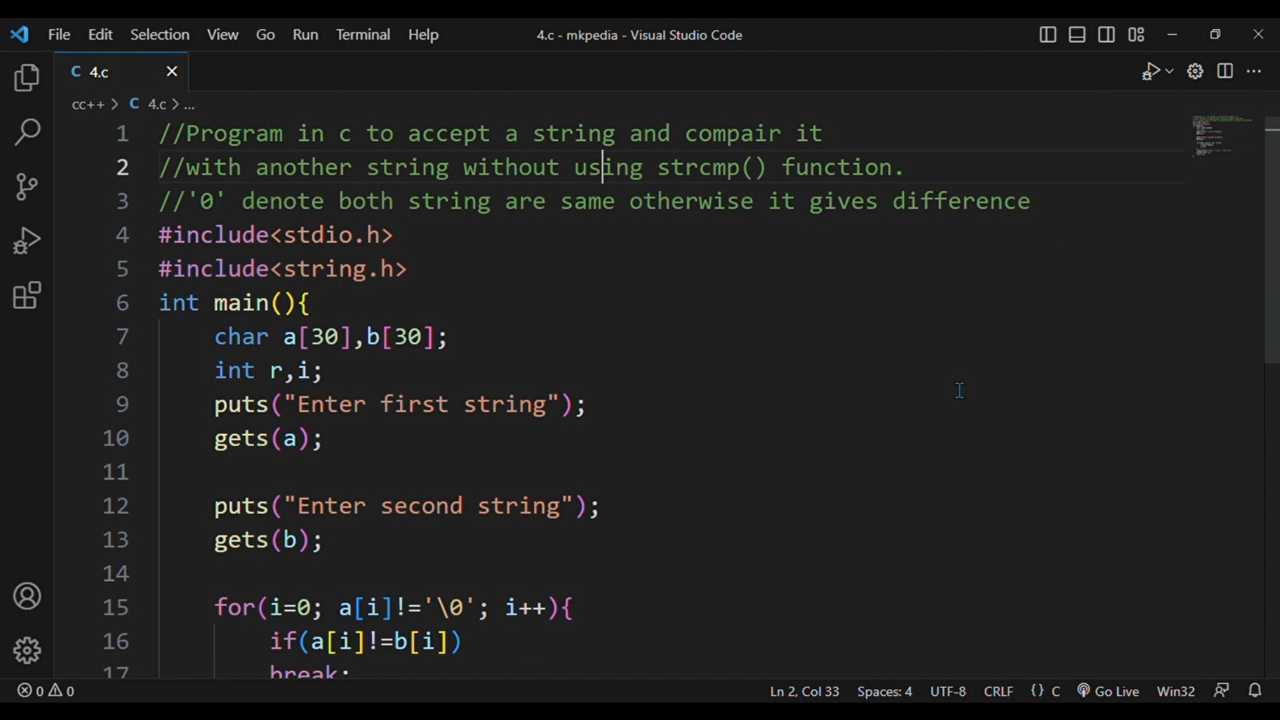 File Edit Selection View Go Run Terminal Help 4.c - mkpedia - Visual Studio Code
C 4.c
cc++ > C 4.c > ...
1 //Program in c to accept a string and compair it
2 //with another string without using strcmp() function.
3 //'0' denote both string are same otherwise it gives difference
4 #include<stdio.h>
5 #include<string.h>
6 int main(){
7 char a[30],b[30];
8 int r,i;
9 puts("Enter first string");
10 gets(a);
11
12 puts("Enter second string");
13 gets(b);
14
15 for(i=0; a[i]!='\0'; i++){
16 if(a[i]!=b[i])
17 break;
0 0 Ln 2, Col 33 Spaces: 4 UTF-8 CRLF {} C Go Live Win32